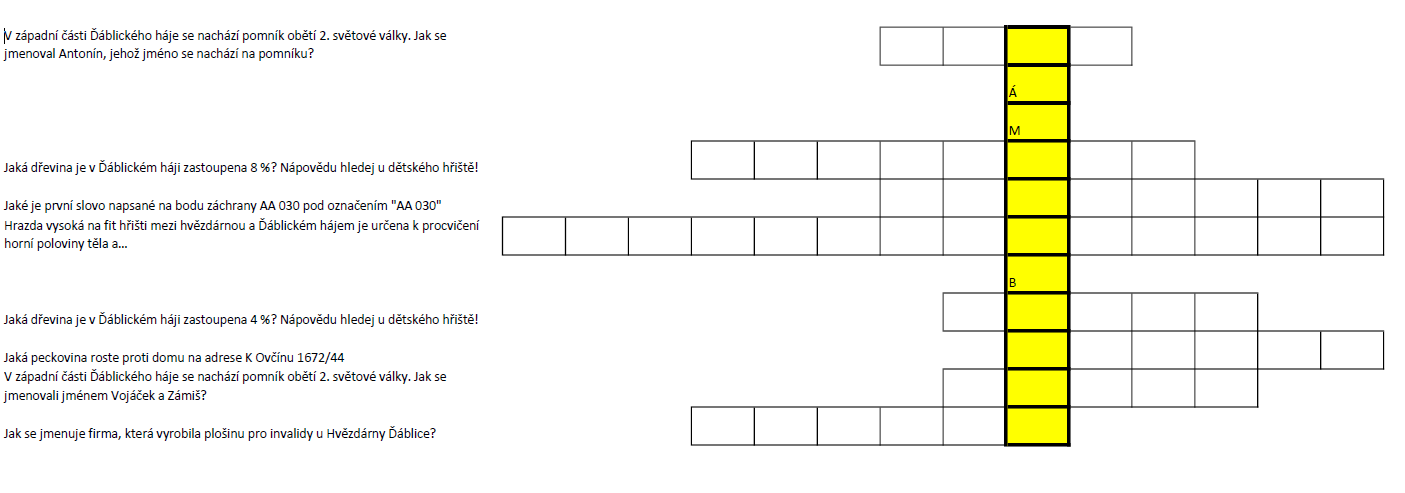 V západní části Ďáblického háje se nachází pomník obětí 2. světové války. Jak se
jmenoval Antonín, jehož jméno se nachází na pomníku?
Á
M
Jaká dřevina je v Ďáblickém háji zastoupena 8 %? Nápovědu hledej u dětského hřiště!
Jaké je první slovo napsané na bodu záchrany AA 030 pod označením "AA 030"
Hrazda vysoká na fit hřišti mezi hvězdárnou a Ďáblickém hájem je určena k procvičení
horní poloviny těla a...
B
Jaká dřevina je v Ďáblickém háji zastoupena 4 %? Nápovědu hledej u dětského hřiště!
Jaká peckovina roste proti domu na adrese K Ovčínu 1672/44
V západní části Ďáblického háje se nachází pomník obětí 2. světové války. Jak se
jmenovali jménem Vojáček a Zámiš?
Jak se jmenuje firma, která vyrobila plošinu pro invalidy u Hvězdárny Ďáblice?